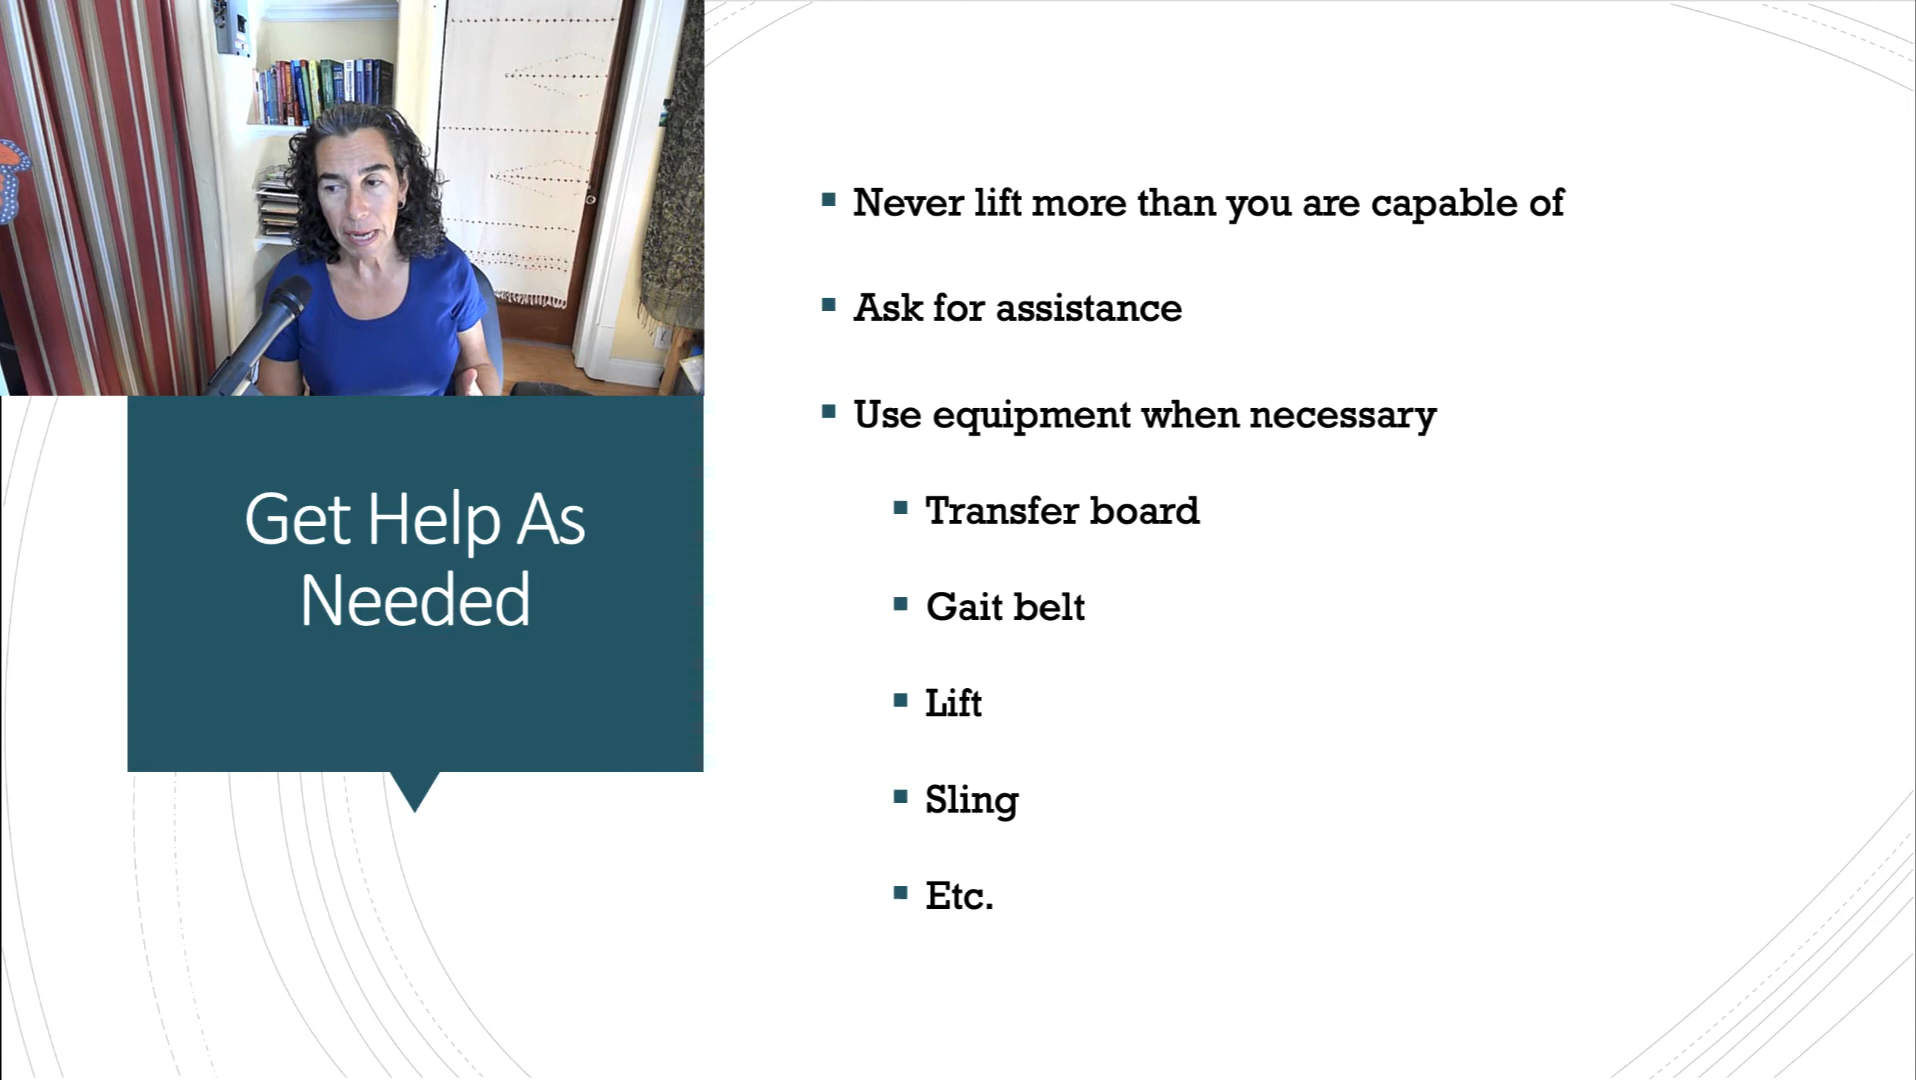 Get Help As
Needed
Never lift more than you are capable of
Ask for assistance
Use equipment when necessary
Transfer board
Gait belt
Lift
Sling
Etc.